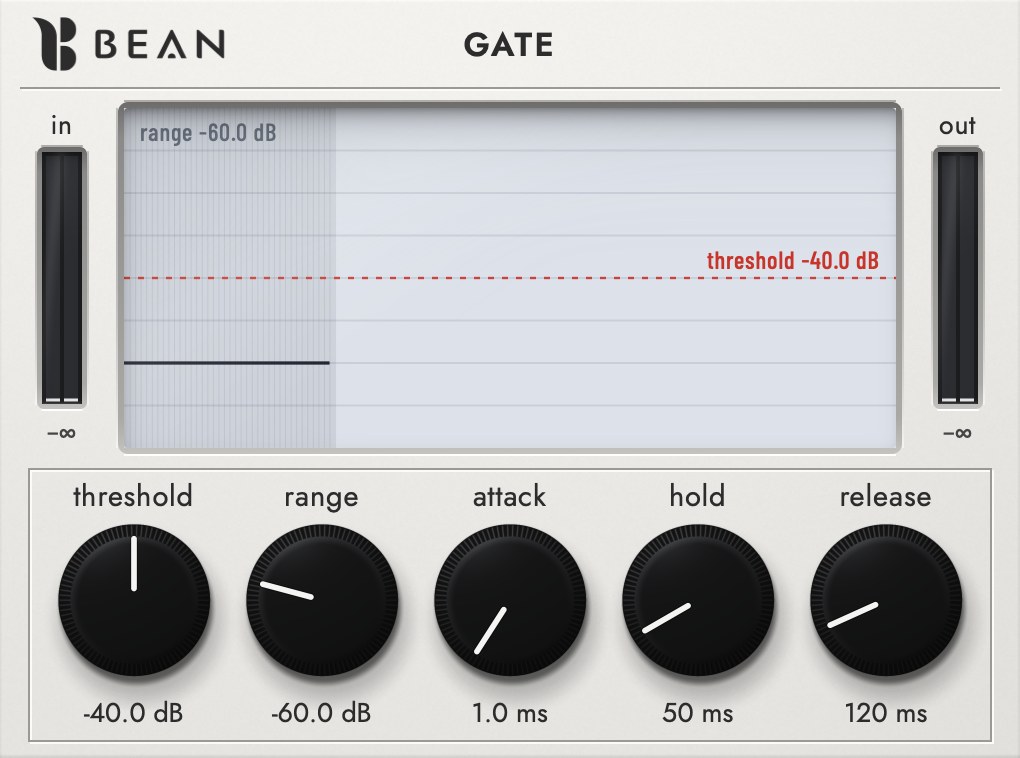 BEAN
GATE
in
out
range -60.0 dB
threshold -40.0 dB
-∞
-∞
threshold
range
attack
hold
release
-40.0 dB
-60.0 dB
1.0 ms
50 ms
120 ms